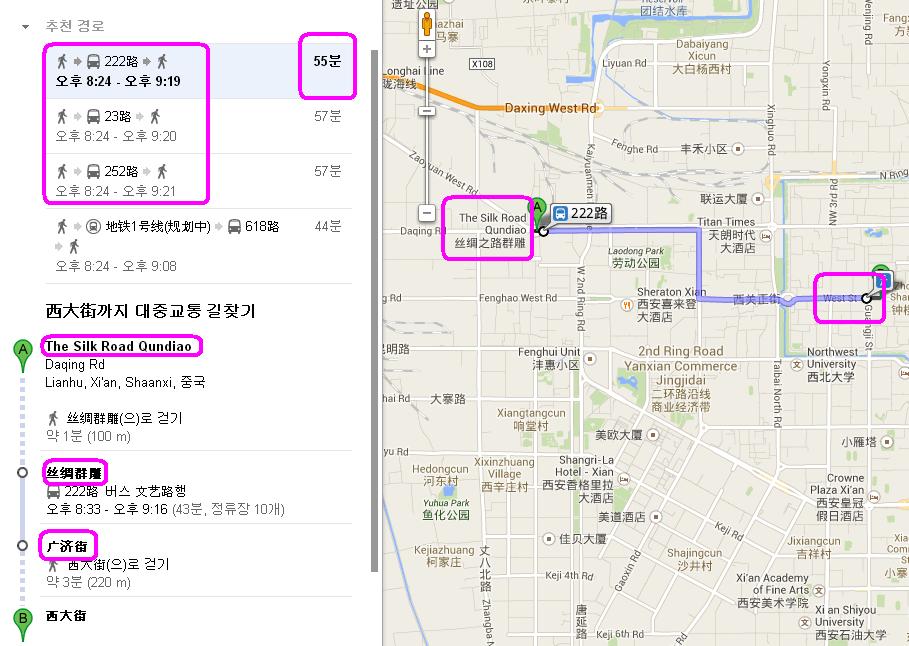 추천 경로
222路
오후 8:24 - 오후 9:19
55분
23路
오후 8:24 - 오후 9:20
57분
252路
오후 8:24 - 오후 9:21
57분
地铁1号线(规划中) 618路
44분
오후 8:24 - 오후 9:08
西大街까지 대중교통 길찾기
A
The Silk Road Qundiao
Daqing Rd
Lianhu, Xi'an, Shaanxi, 중국
丝绸群雕(으)로 걷기
약 1분 (100 m)
丝绸群雕
222路 버스 文艺路행
오후 8:33 - 오후 9:16 (43분, 정류장 10개)
广济街
西大街(으)로 걷기
약 3분 (220 m)
B
西大街
Reservoir
团结水库
马寨
Wenjing Rd
Dabaiyang
Xicun
大白杨西村
Liyuan Rd
X108
Longhai Line
陇海线
Yongxin Rd
Daxing West Rd
Xinghuo Rd
Fenghe Rd
丰禾小区
Zaoyuan West Rd
Kaiyuanmen
N Ring
联运大厦
NW 3rd Rd
A
222路
The Silk Road
Qundiao
丝绸之路群雕
Daqing Rd
Titan Times
天朗时代
大酒店
Laodong Park
劳动公园
W 2nd Ring Rd
Sheraton Xian
西安喜来登
大酒店
Fenghao West Rd
西关正街
West St
Guangji St
Northwest
University
西北大学
Fenghui Unit
沣惠小区
2nd Ring Road
Yanxian Commerce
Jingjidai
二环路沿线
商业经济带
Taibai North Rd
昆明路
大寨路
Xiangtangcun
响堂村
美欧大厦
小雁塔
Shangri-La
Hotel - Xian
西安香格里拉
大酒店
Xixinzhuang
Village
西辛庄村
Hedongcun
河东村
Crowne
Plaza Xi'an
西安皇冠
假日酒店
Yuhua Park
鱼化公园
美道酒店
Keji Rd
佳贝大厦
Jixiangcun
吉祥村
Kejiazhuang
柯家庄
丈八北路
Zhangba
Shajingcun
沙井村
Gaoxin Rd
Keji 4th Rd
唐延路
Xi'an Academy
of Fine Arts
西安美术学院
Xi an Shiyou
University
西安石油大学
Keji 6th Rd